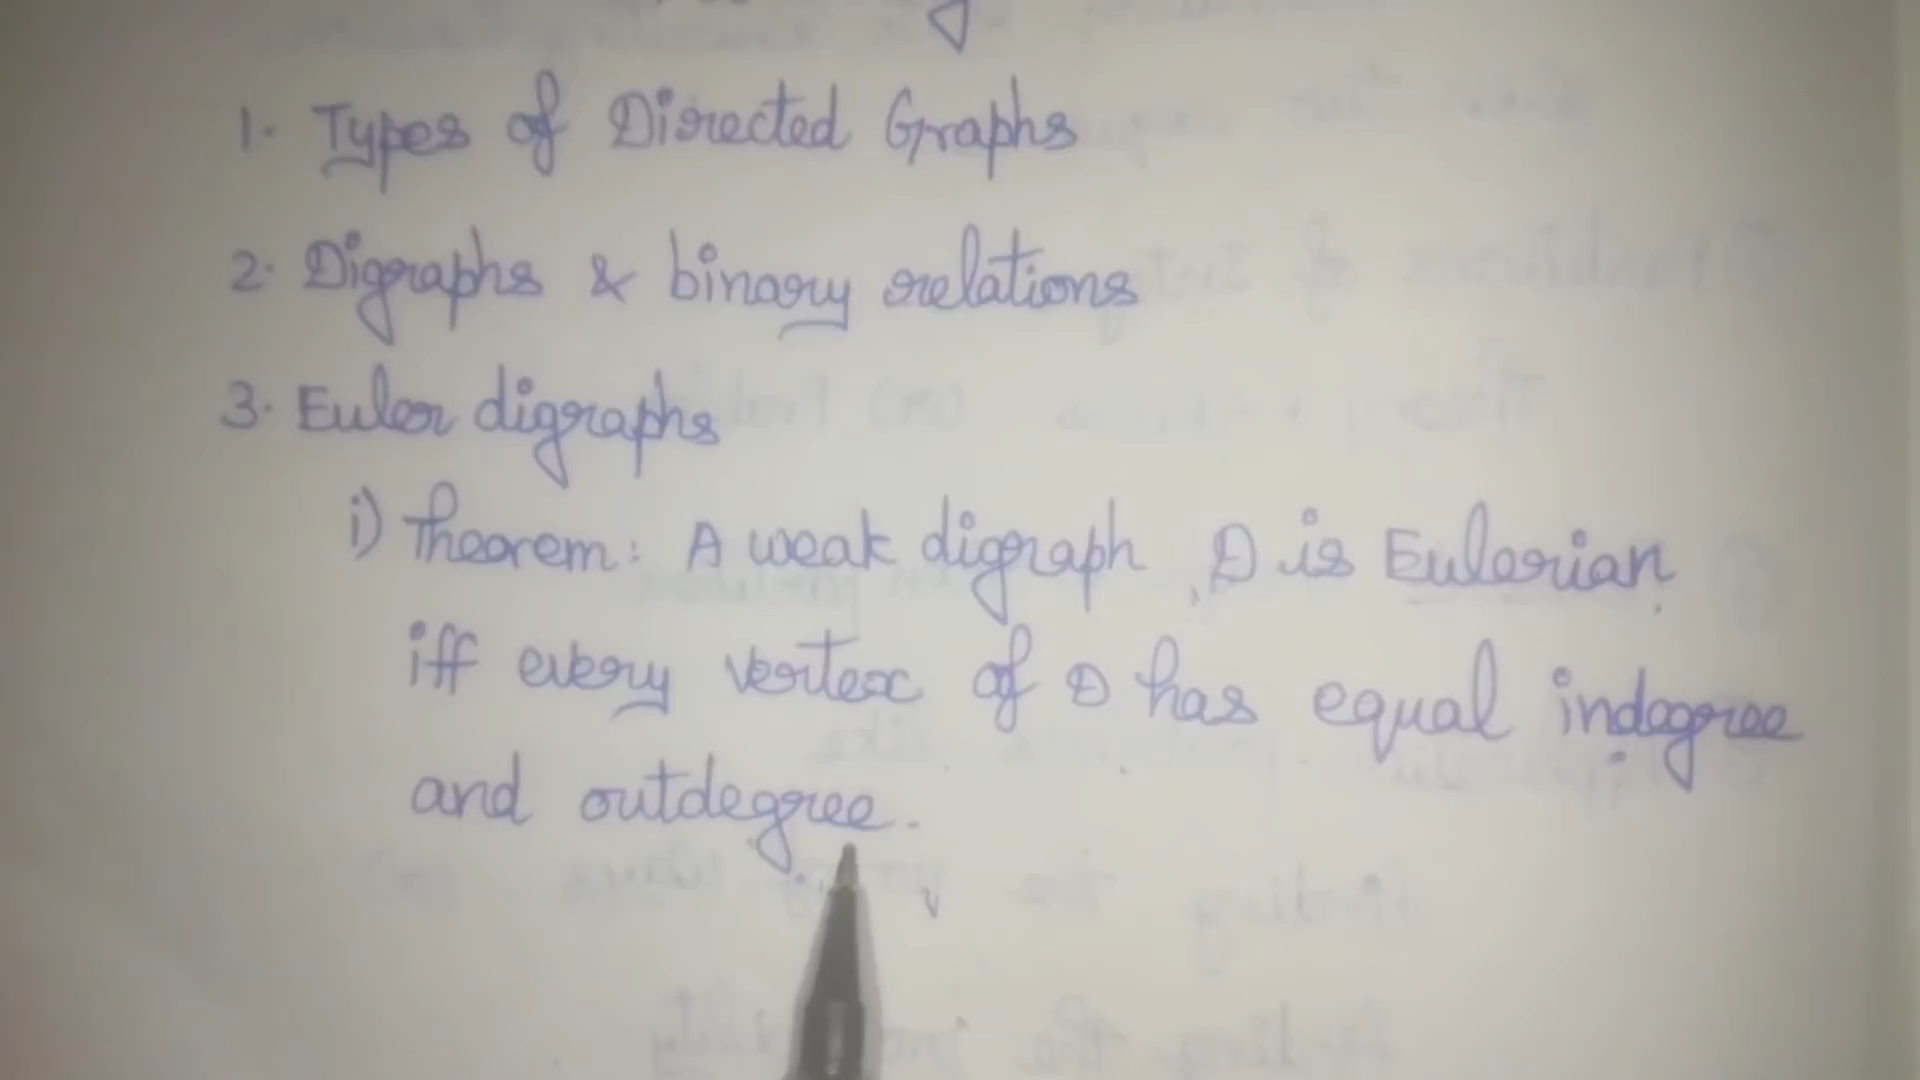 1. Types of Directed Graphs
2. Digraphs & binary relations
3. Euler digraphs
i) Theorem: A weak digraph D is Eulerian
iff every vertex of D has equal indegree
and outdegree.